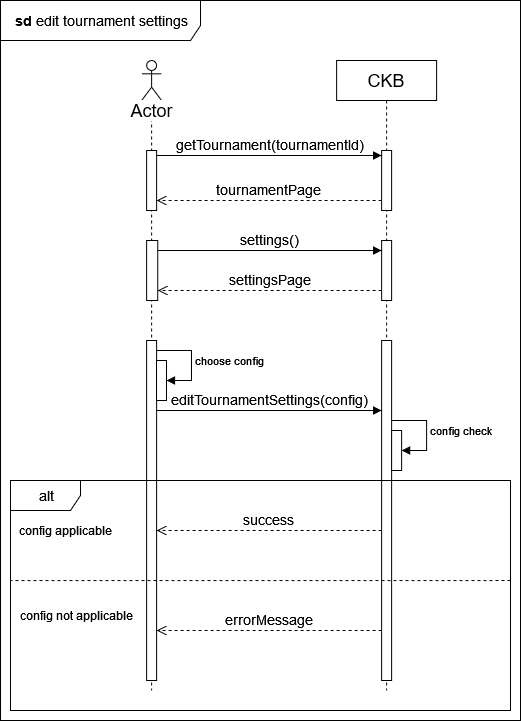 sd edit tournament settings
Actor
CKB
getTournament(tournamentId)
tournamentPage
settings()
settingsPage
choose config
editTournamentSettings(config)
config check
alt
success
config applicable
errorMessage
config not applicable